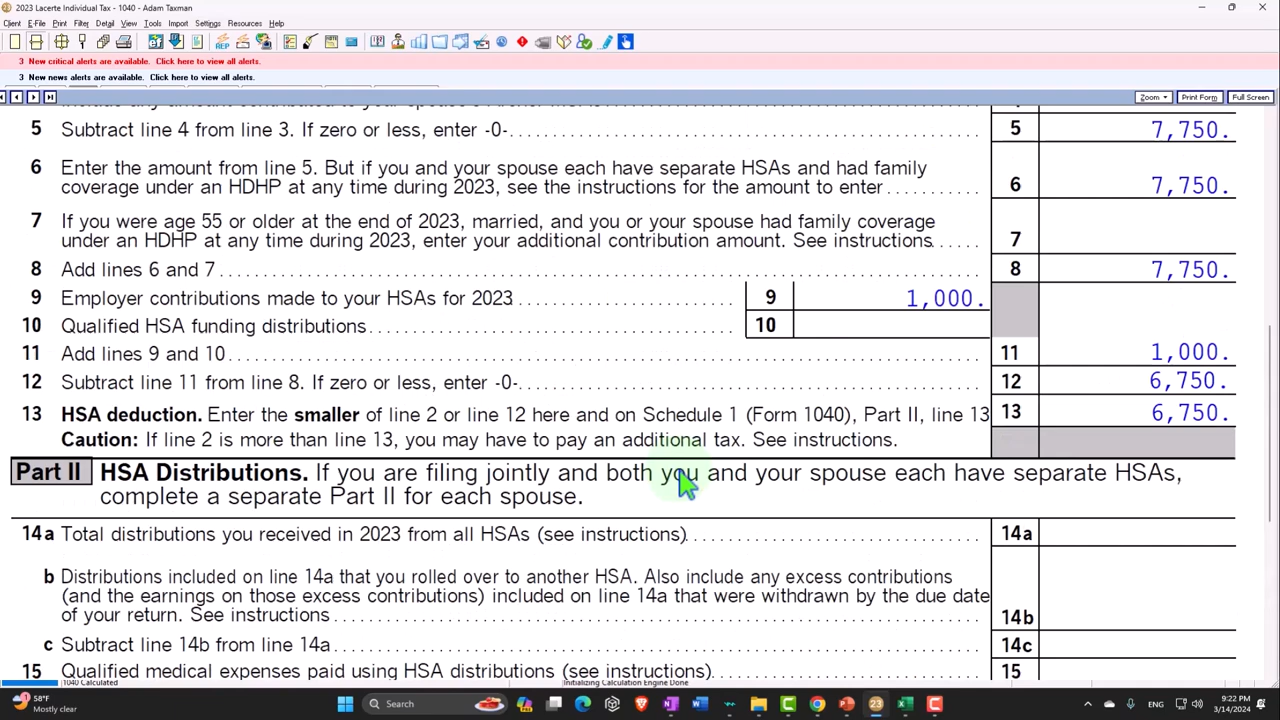 2023 Lacerte Individual Tax - 1040 - Adam Taxman
Client E-File Print Filter Detail View Tools Import Settings Resources Help
3 New critical alerts are available. Click here to view all alerts.
3 New news alerts are available. Click here to view all alerts.
Zoom Print Form Full Screen
5 Subtract line 4 from line 3. If zero or less, enter -0- 5 7,750.
6 Enter the amount from line 5. But if you and your spouse each have separate HSAs and had family
coverage under an HDHP at any time during 2023, see the instructions for the amount to enter 6 7,750.
7 If you were age 55 or older at the end of 2023, married, and you or your spouse had family coverage
under an HDHP at any time during 2023, enter your additional contribution amount. See instructions 7
8 Add lines 6 and 7 8 7,750.
9 Employer contributions made to your HSAs for 2023 9 1,000.
10 Qualified HSA funding distributions 10
11 Add lines 9 and 10 11 1,000.
12 Subtract line 11 from line 8. If zero or less, enter -0- 12 6,750.
13 HSA deduction. Enter the smaller of line 2 or line 12 here and on Schedule 1 (Form 1040), Part II, line 13 13 6,750.
Caution: If line 2 is more than line 13, you may have to pay an additional tax. See instructions.
Part II HSA Distributions. If you are filing jointly and both you and your spouse each have separate HSAs,
complete a separate Part II for each spouse.
14a Total distributions you received in 2023 from all HSAs (see instructions) 14a
b Distributions included on line 14a that you rolled over to another HSA. Also include any excess contributions
(and the earnings on those excess contributions) included on line 14a that were withdrawn by the due date
of your return. See instructions 14b
c Subtract line 14b from line 14a 14c
15 Qualified medical expenses paid using HSA distributions (see instructions) 15
1040 Calculated Initializing Calculation Engine Done
58°F
Mostly clear
Search
ENG
9:22 PM
3/14/2024